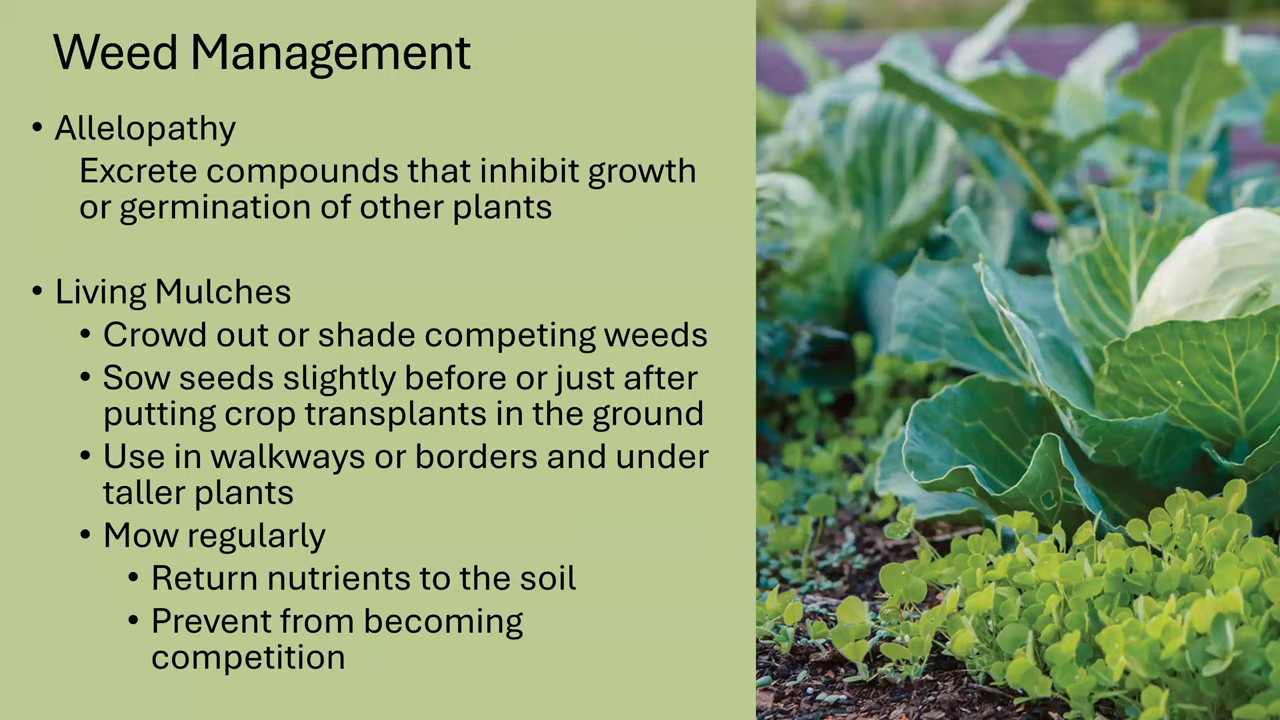 Weed Management
• Allelopathy
Excrete compounds that inhibit growth
or germination of other plants
• Living Mulches
• Crowd out or shade competing weeds
• Sow seeds slightly before or just after
putting crop transplants in the ground
• Use in walkways or borders and under
taller plants
• Mow regularly
• Return nutrients to the soil
• Prevent from becoming
competition